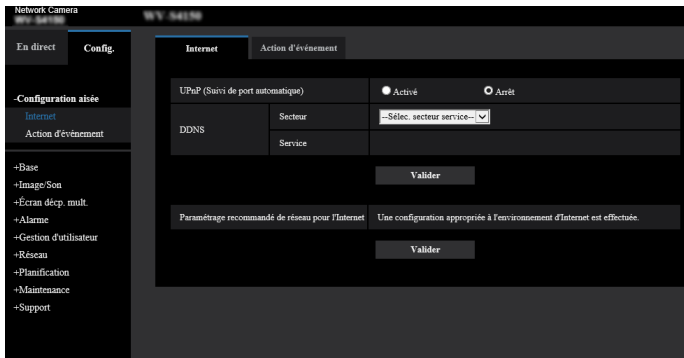 Network Camera
WV-S4150
WV-S4150
En direct
Config.
Internet
Action d'événement
-Configuration aisée
Internet
Action d'événement
+Base
+Image/Son
+Écran décp. mult.
+Alarme
+Gestion d'utilisateur
+Réseau
+Planification
+Maintenance
+Support
UPnP (Suivi de port automatique)
Activé
Arrêt
DDNS
Secteur
--Sélec. secteur service--
Service
Valider
Paramétrage recommandé de réseau pour l'Internet
Une configuration appropriée à l'environnement d'Internet est effectuée.
Valider